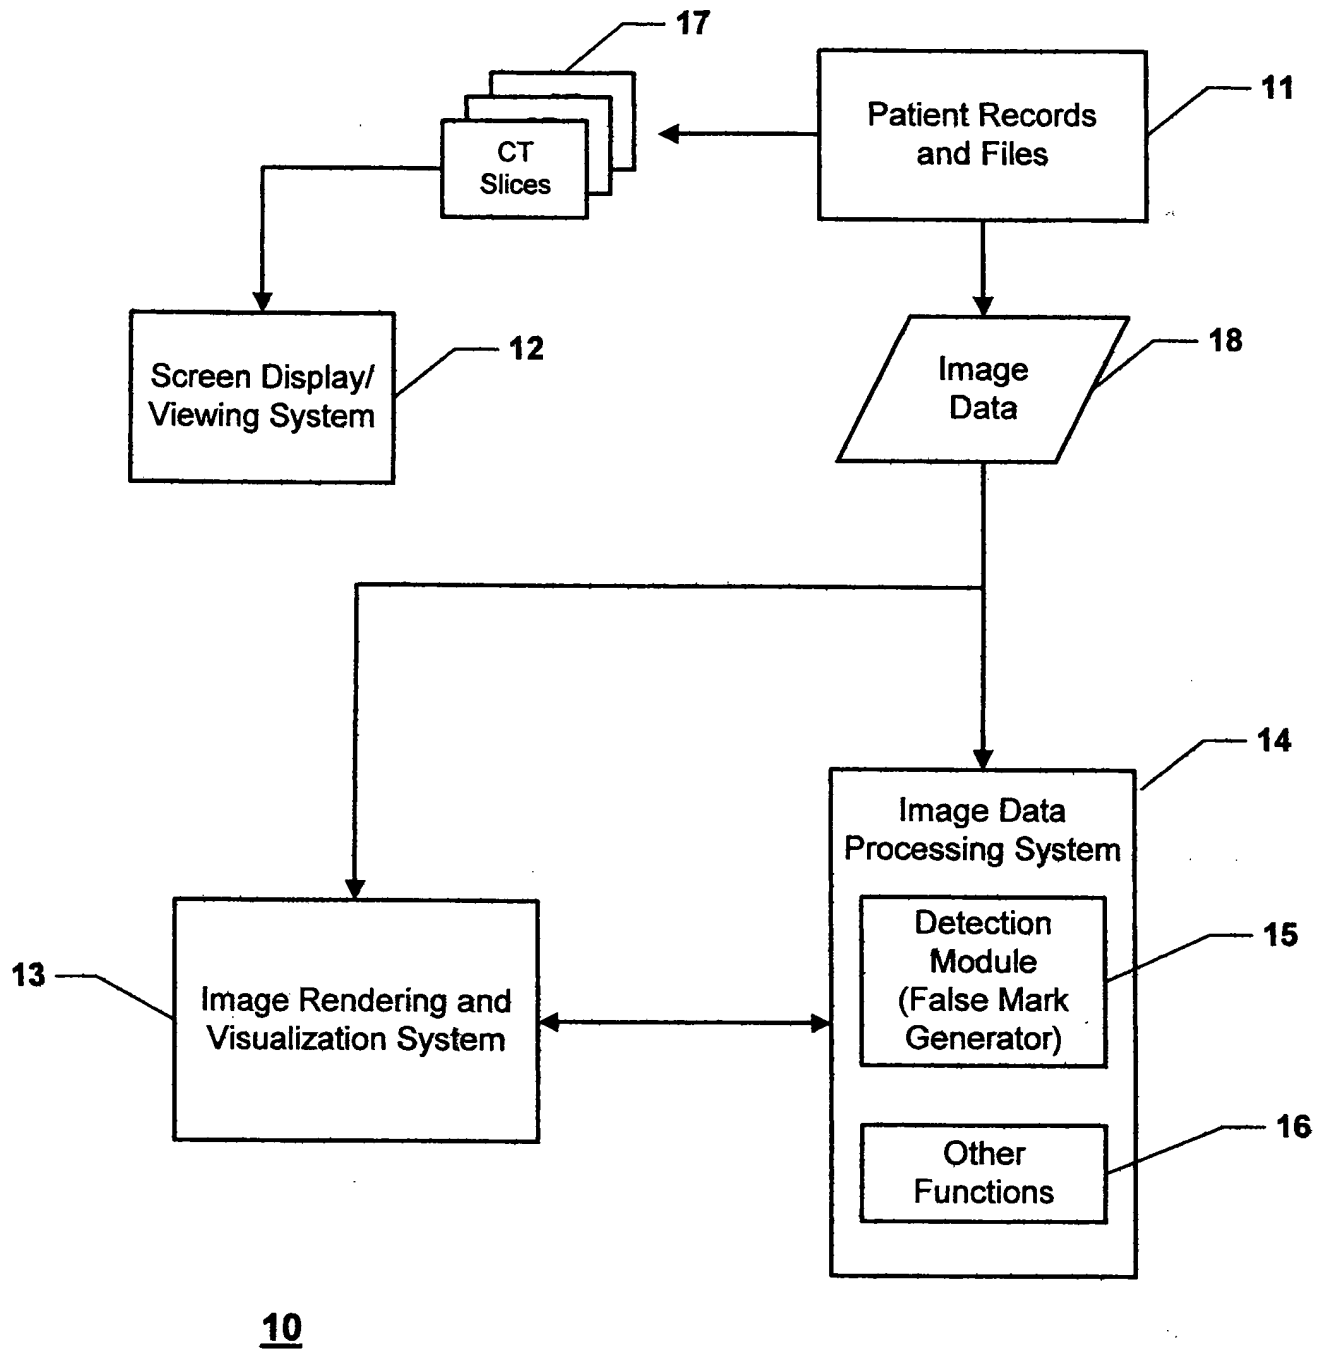 17
Patient Records
and Files
11
CT
Slices
Screen Display/
Viewing System
12
Image
Data
18
14
Image Data
Processing System
Detection
Module
(False Mark
Generator)
15
13
Image Rendering and
Visualization System
Other
Functions
16
10